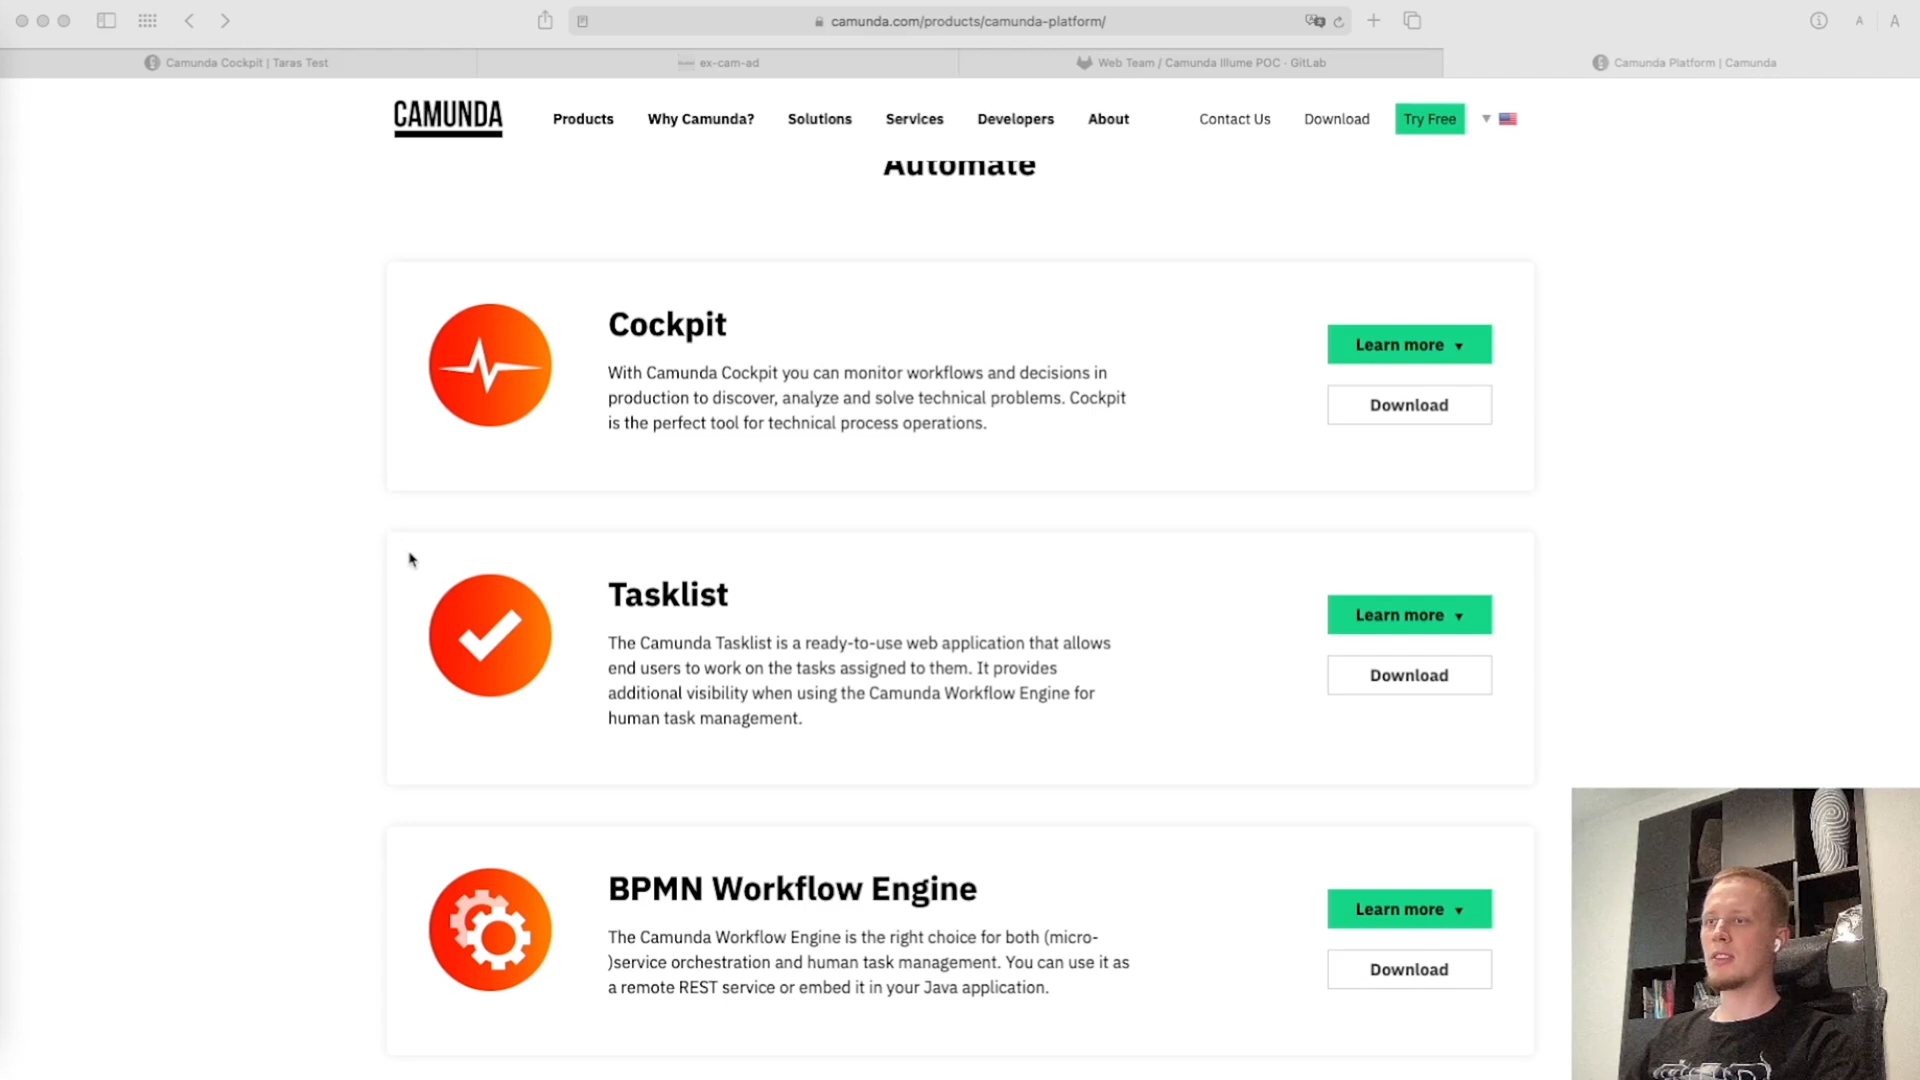 camunda.com/products/camunda-platform/
A A
Camunda Cockpit | Taras Test
ex-cam-ad
Web Team / Camunda Illume POC · GitLab
Camunda Platform | Camunda
CAMUNDA
Products
Why Camunda?
Solutions
Services
Developers
About
Contact Us
Download
Try Free
Automate
Cockpit
With Camunda Cockpit you can monitor workflows and decisions in
production to discover, analyze and solve technical problems. Cockpit
is the perfect tool for technical process operations.
Learn more
Download
Tasklist
The Camunda Tasklist is a ready-to-use web application that allows
end users to work on the tasks assigned to them. It provides
additional visibility when using the Camunda Workflow Engine for
human task management.
Learn more
Download
BPMN Workflow Engine
The Camunda Workflow Engine is the right choice for both (micro-
)service orchestration and human task management. You can use it as
a remote REST service or embed it in your Java application.
Learn more
Download